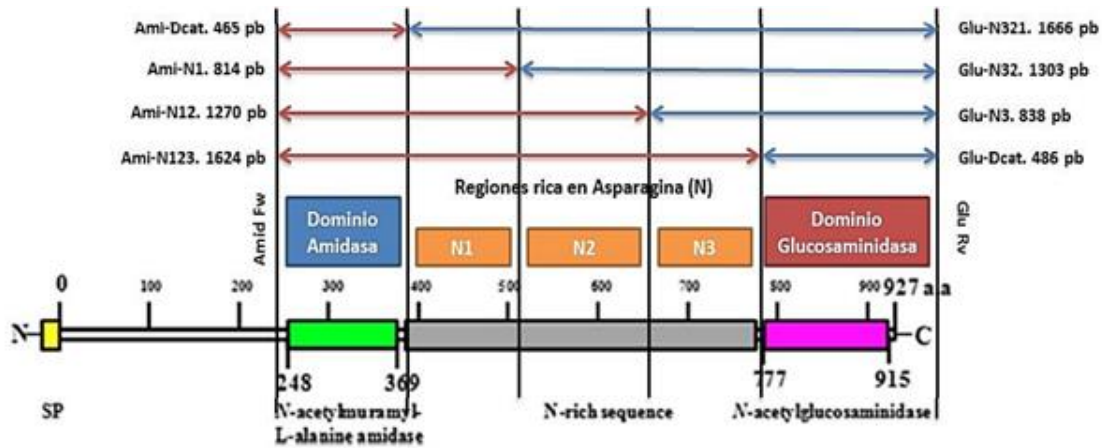 Ami-Dcat. 465 pb
Glu-N321. 1666 pb
Ami-N1. 814 pb
Glu-N32. 1303 pb
Ami-N12. 1270 pb
Glu-N3. 838 pb
Ami-N123. 1624 pb
Glu-Dcat. 486 pb
Regiones rica en Asparagina (N)
Amid Fw
Dominio
Amidasa
N1
N2
N3
Dominio
Glucosaminidasa
Glu Rv
0
100
200
300
400
500
600
700
800
900
927 aa
N
C
248
369
777
915
SP
N-acetylmuramyl-
L-alanine amidase
N-rich sequence
N-acetylglucosaminidase